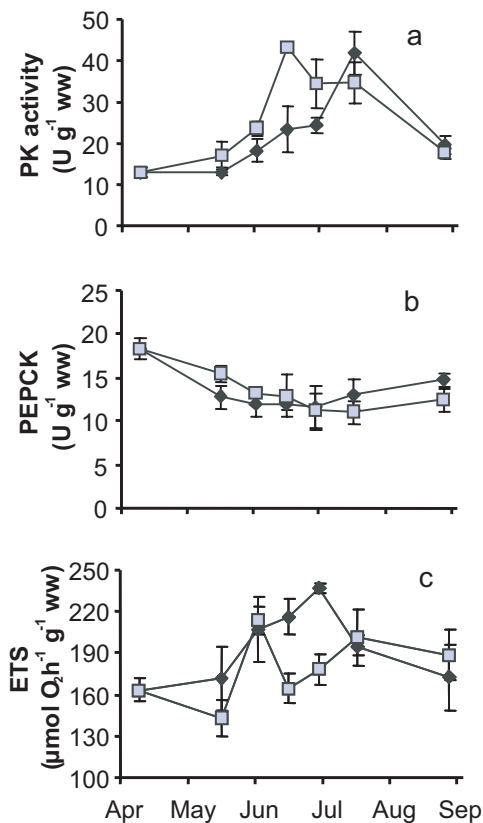 a
PK activity
(U g⁻¹ ww)
50
40
30
20
10
0
b
PEPCK
(U g⁻¹ ww)
25
20
15
10
5
0
c
ETS
(µmol O₂h⁻¹ g⁻¹ ww)
250
220
190
160
130
100
Apr May Jun Jul Aug Sep